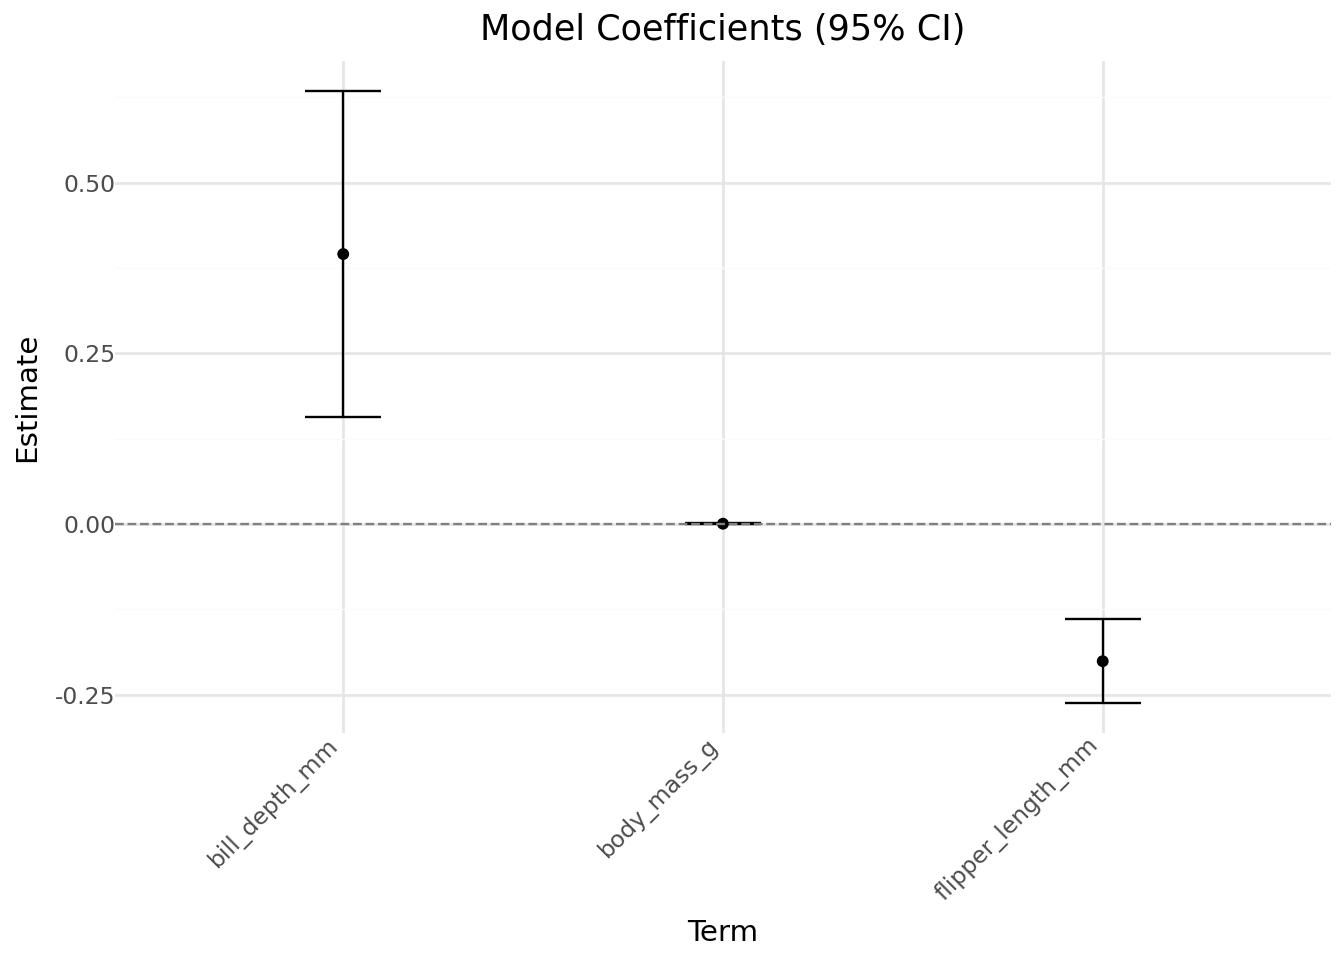 Model Coefficients (95% CI)
Estimate
0.50
0.25
0.00
-0.25
bill_depth_mm
body_mass_g
flipper_length_mm
Term